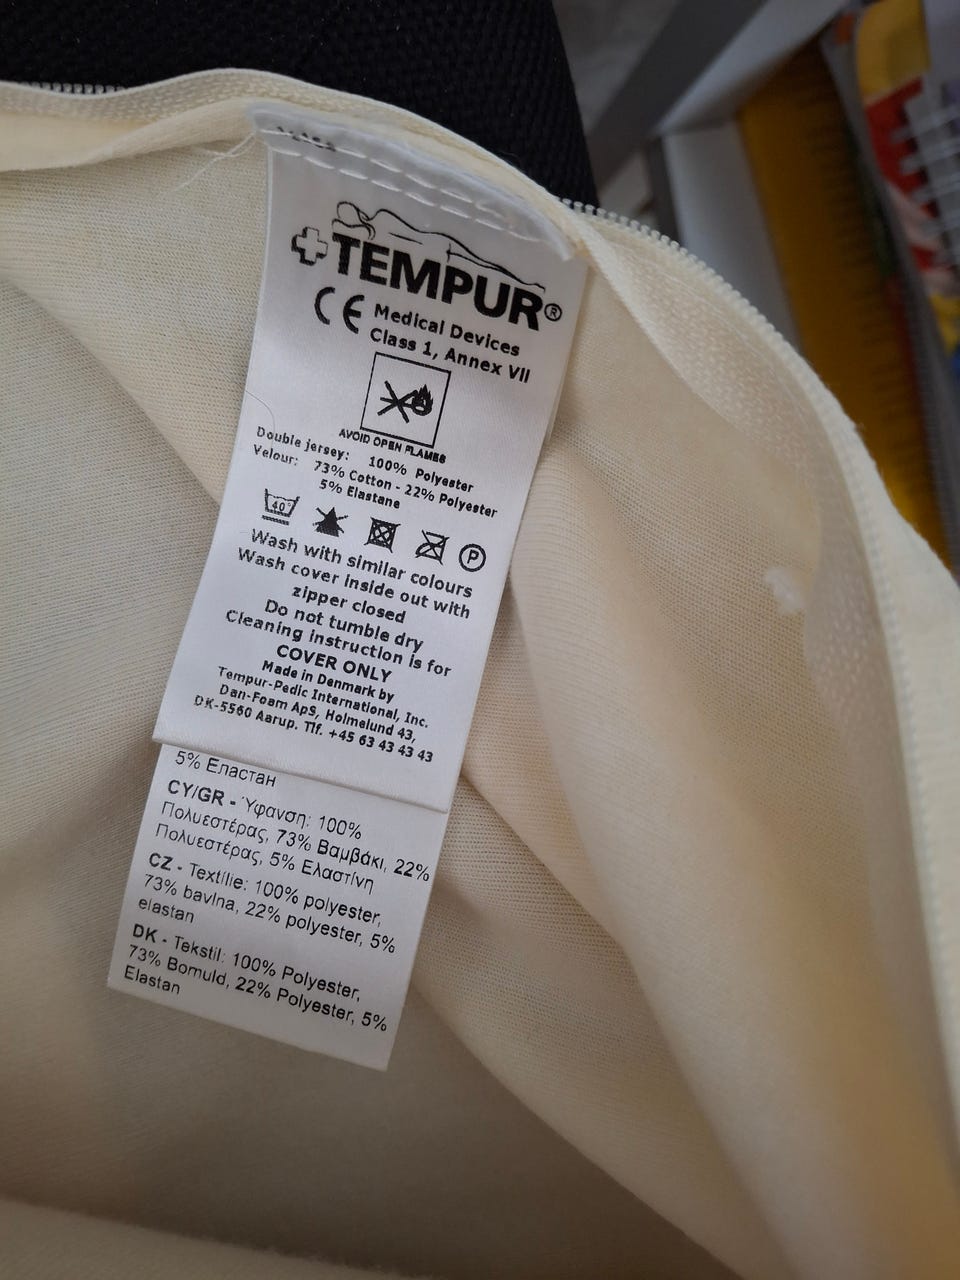 TEMPUR®
CE Medical Devices
Class 1, Annex VII
AVOID OPEN FLAMES
Double jersey: 100% Polyester
Velour: 73% Cotton - 22% Polyester
5% Elastane
40°
P
Wash with similar colours
Wash cover inside out with
zipper closed
Do not tumble dry
Cleaning instruction is for
COVER ONLY
Made in Denmark by
Tempur-Pedic International, Inc.
Dan-Foam ApS, Holmelund 43,
DK-5560 Aarup. Tlf. +45 63 43 43 43
5% Еластан
CY/GR - Ύφανση: 100%
Πολυεστέρας, 73% Βαμβάκι, 22%
Πολυεστέρας, 5% Ελαστίνη
CZ - Textílie: 100% polyester,
73% bavlna, 22% polyester, 5%
elastan
DK - Tekstil: 100% Polyester,
73% Bomuld, 22% Polyester, 5%
Elastan